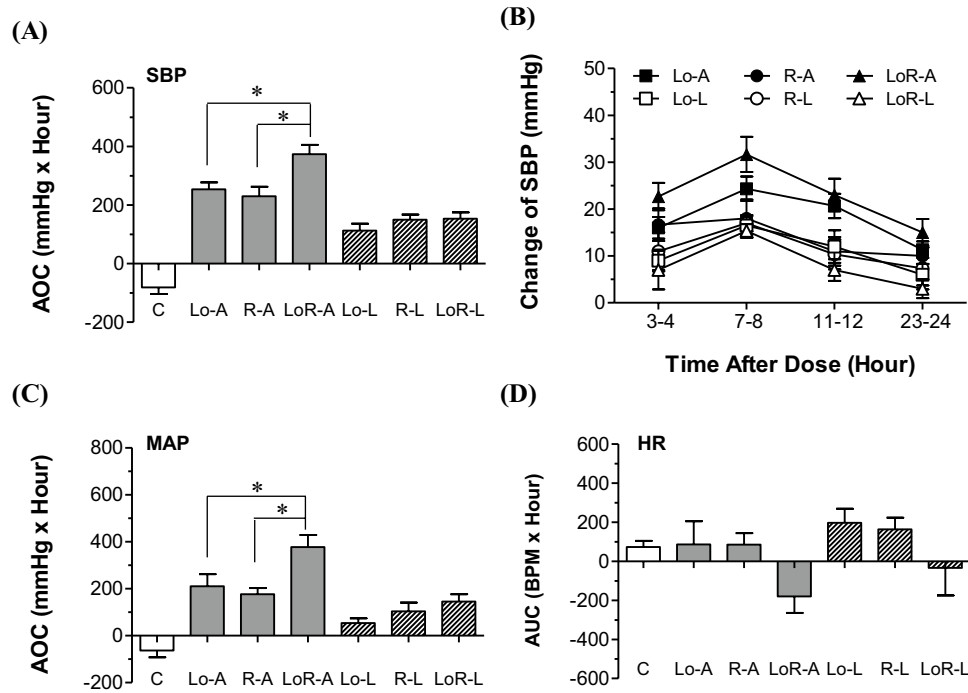 (A)
SBP
AOC (mmHg x Hour)
600
400
200
0
-200
* 
*
C Lo-A R-A LoR-A Lo-L R-L LoR-L
(B)
Change of SBP (mmHg)
50
40
30
20
10
0
Lo-A R-A LoR-A
Lo-L R-L LoR-L
3-4 7-8 11-12 23-24
Time After Dose (Hour)
(C)
MAP
AOC (mmHg x Hour)
800
600
400
200
0
-200
*
*
C Lo-A R-A LoR-A Lo-L R-L LoR-L
(D)
HR
AUC (BPM x Hour)
600
400
200
0
-200
-400
-600
C Lo-A R-A LoR-A Lo-L R-L LoR-L